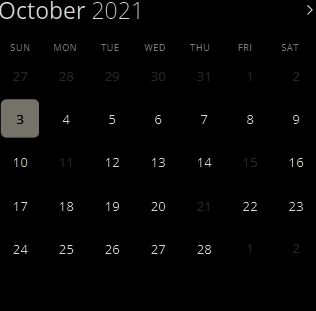 October 2021
SUN MON TUE WED THU FRI SAT
27 28 29 30 31 1 2
3 4 5 6 7 8 9
10 11 12 13 14 15 16
17 18 19 20 21 22 23
24 25 26 27 28 1 2